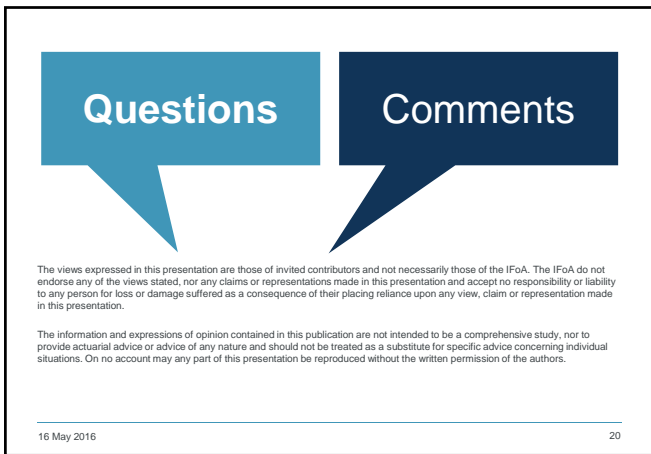 Questions
Comments
The views expressed in this presentation are those of invited contributors and not necessarily those of the IFoA. The IFoA do not
endorse any of the views stated, nor any claims or representations made in this presentation and accept no responsibility or liability
to any person for loss or damage suffered as a consequence of their placing reliance upon any view, claim or representation made
in this presentation.
The information and expressions of opinion contained in this publication are not intended to be a comprehensive study, nor to
provide actuarial advice or advice of any nature and should not be treated as a substitute for specific advice concerning individual
situations. On no account may any part of this presentation be reproduced without the written permission of the authors.
16 May 2016
20